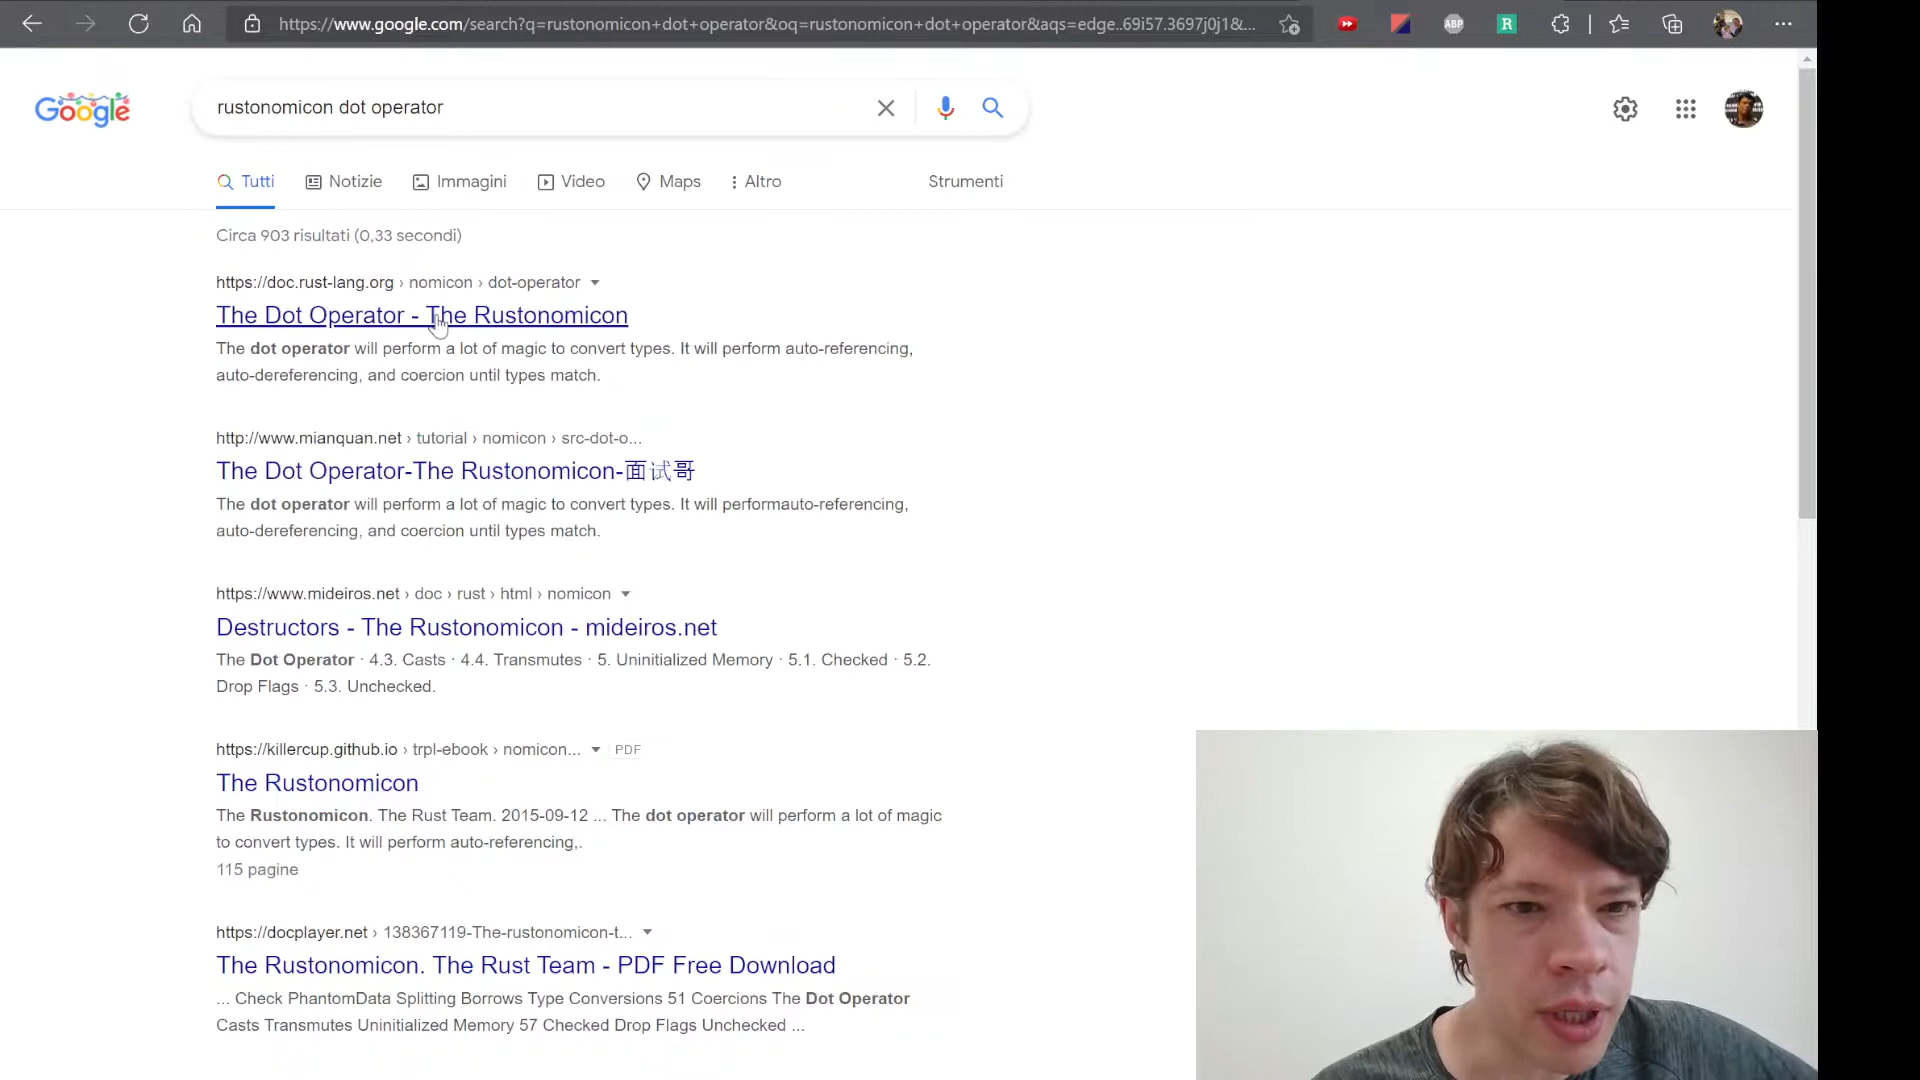 https://www.google.com/search?q=rustonomicon+dot+operator&oq=rustonomicon+dot+operator&aqs=edge..69i57.3697j0j1&...
ABP
R
Google
rustonomicon dot operator
Tutti
Notizie
Immagini
Video
Maps
Altro
Strumenti
Circa 903 risultati (0,33 secondi)
https://doc.rust-lang.org › nomicon › dot-operator
The Dot Operator - The Rustonomicon
The dot operator will perform a lot of magic to convert types. It will perform auto-referencing,
auto-dereferencing, and coercion until types match.
http://www.mianquan.net › tutorial › nomicon › src-dot-o...
The Dot Operator-The Rustonomicon-面试哥
The dot operator will perform a lot of magic to convert types. It will performauto-referencing,
auto-dereferencing, and coercion until types match.
https://www.mideiros.net › doc › rust › html › nomicon
Destructors - The Rustonomicon - mideiros.net
The Dot Operator · 4.3. Casts · 4.4. Transmutes · 5. Uninitialized Memory · 5.1. Checked · 5.2.
Drop Flags · 5.3. Unchecked.
https://killercup.github.io › trpl-ebook › nomicon... PDF
The Rustonomicon
The Rustonomicon. The Rust Team. 2015-09-12 ... The dot operator will perform a lot of magic
to convert types. It will perform auto-referencing,.
115 pagine
https://docplayer.net › 138367119-The-rustonomicon-t...
The Rustonomicon. The Rust Team - PDF Free Download
... Check PhantomData Splitting Borrows Type Conversions 51 Coercions The Dot Operator
Casts Transmutes Uninitialized Memory 57 Checked Drop Flags Unchecked ...